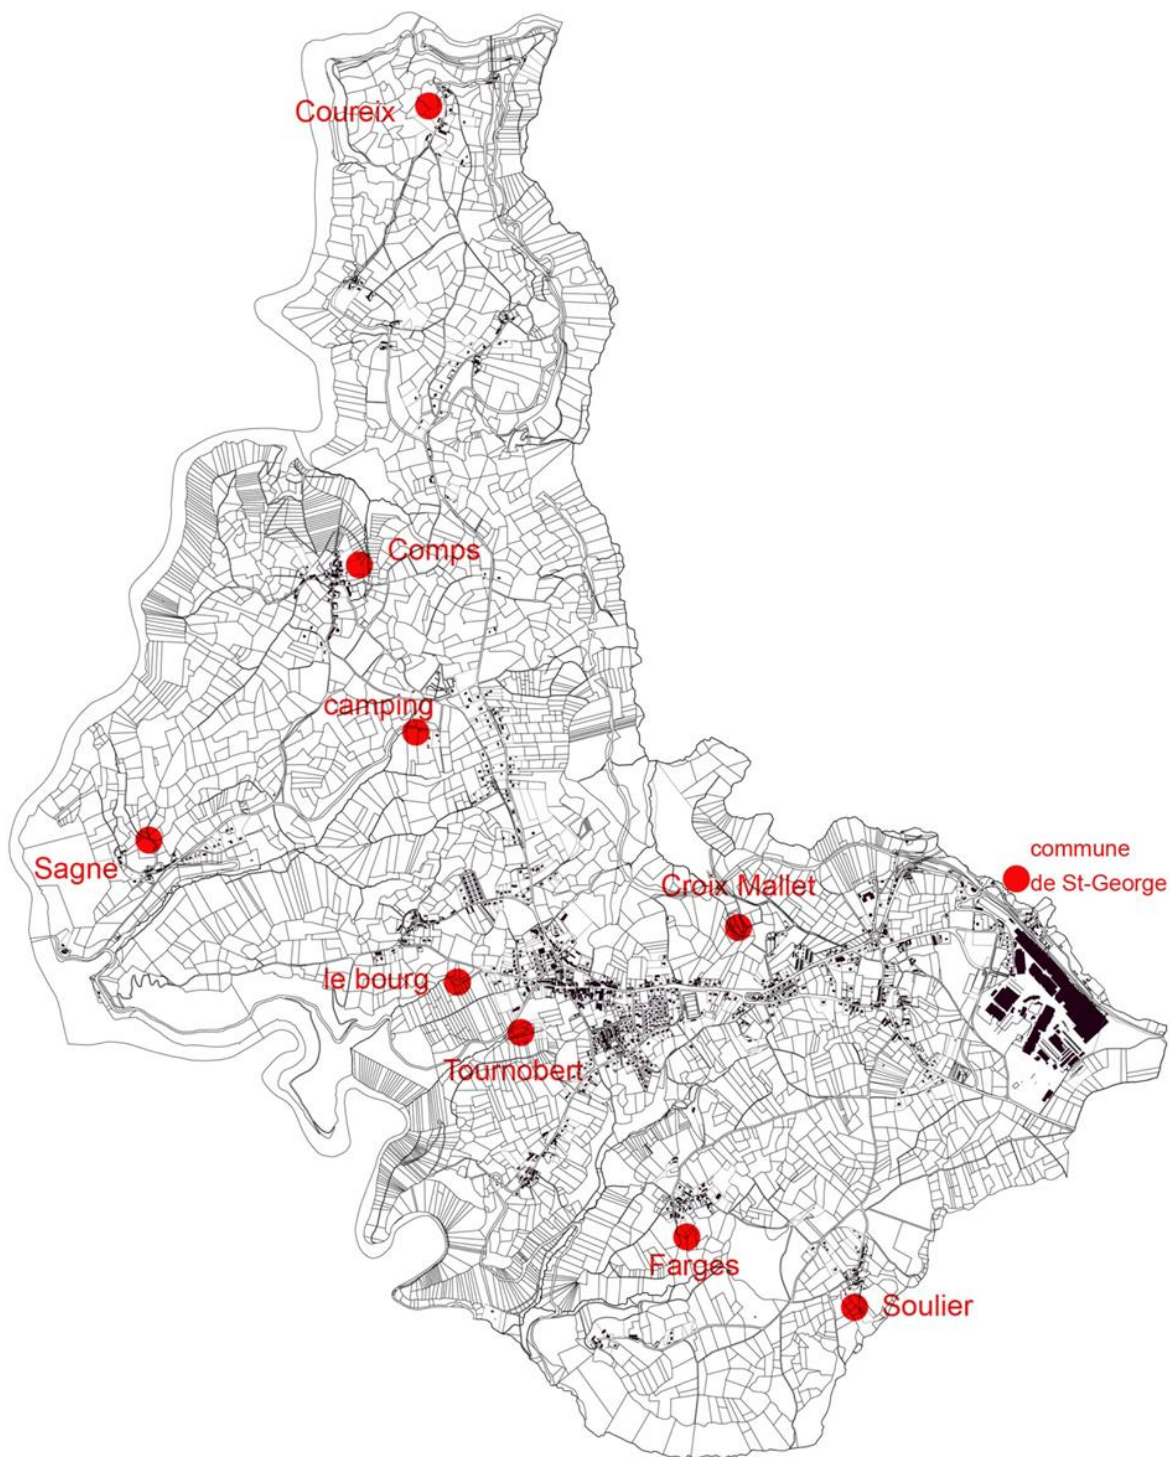 Coureix
Comps
camping
Sagne
Croix Mallet
commune
de St-George
le bourg
Tournobert
Farges
Soulier